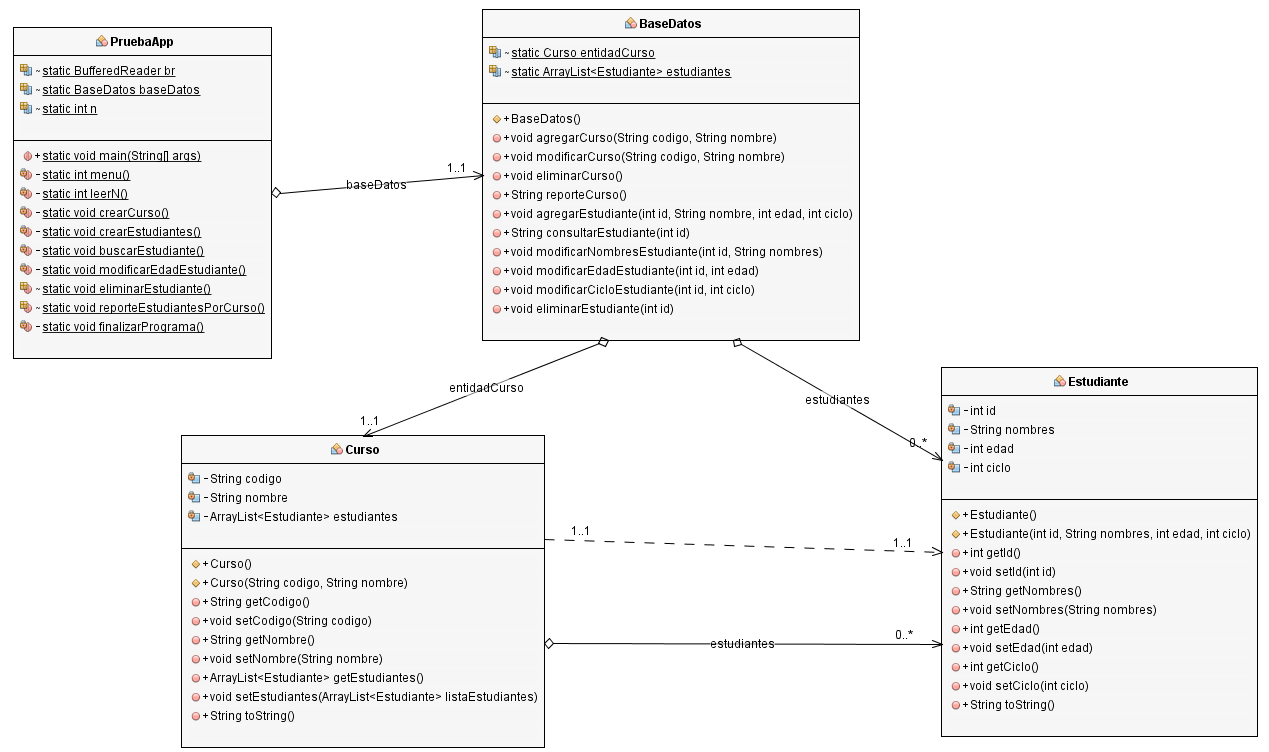 PruebaApp
~static BufferedReader br
~static BaseDatos baseDatos
~static int n
+static void main(String[] args)
-static int menu()
-static int leerN()
-static void crearCurso()
-static void crearEstudiantes()
-static void buscarEstudiante()
-static void modificarEdadEstudiante()
~static void eliminarEstudiante()
~static void reporteEstudiantesPorCurso()
-static void finalizarPrograma()
baseDatos
1..1
BaseDatos
~static Curso entidadCurso
~static ArrayList<Estudiante> estudiantes
+BaseDatos()
+void agregarCurso(String codigo, String nombre)
+void modificarCurso(String codigo, String nombre)
+void eliminarCurso()
+String reporteCurso()
+void agregarEstudiante(int id, String nombre, int edad, int ciclo)
+String consultarEstudiante(int id)
+void modificarNombresEstudiante(int id, String nombres)
+void modificarEdadEstudiante(int id, int edad)
+void modificarCicloEstudiante(int id, int ciclo)
+void eliminarEstudiante(int id)
entidadCurso
1..1
estudiantes
0..*
Curso
-String codigo
-String nombre
-ArrayList<Estudiante> estudiantes
+Curso()
+Curso(String codigo, String nombre)
+String getCodigo()
+void setCodigo(String codigo)
+String getNombre()
+void setNombre(String nombre)
+ArrayList<Estudiante> getEstudiantes()
+void setEstudiantes(ArrayList<Estudiante> listaEstudiantes)
+String toString()
1..1
1..1
estudiantes
0..*
Estudiante
-int id
-String nombres
-int edad
-int ciclo
+Estudiante()
+Estudiante(int id, String nombres, int edad, int ciclo)
+int getId()
+void setId(int id)
+String getNombres()
+void setNombres(String nombres)
+int getEdad()
+void setEdad(int edad)
+int getCiclo()
+void setCiclo(int ciclo)
+String toString()